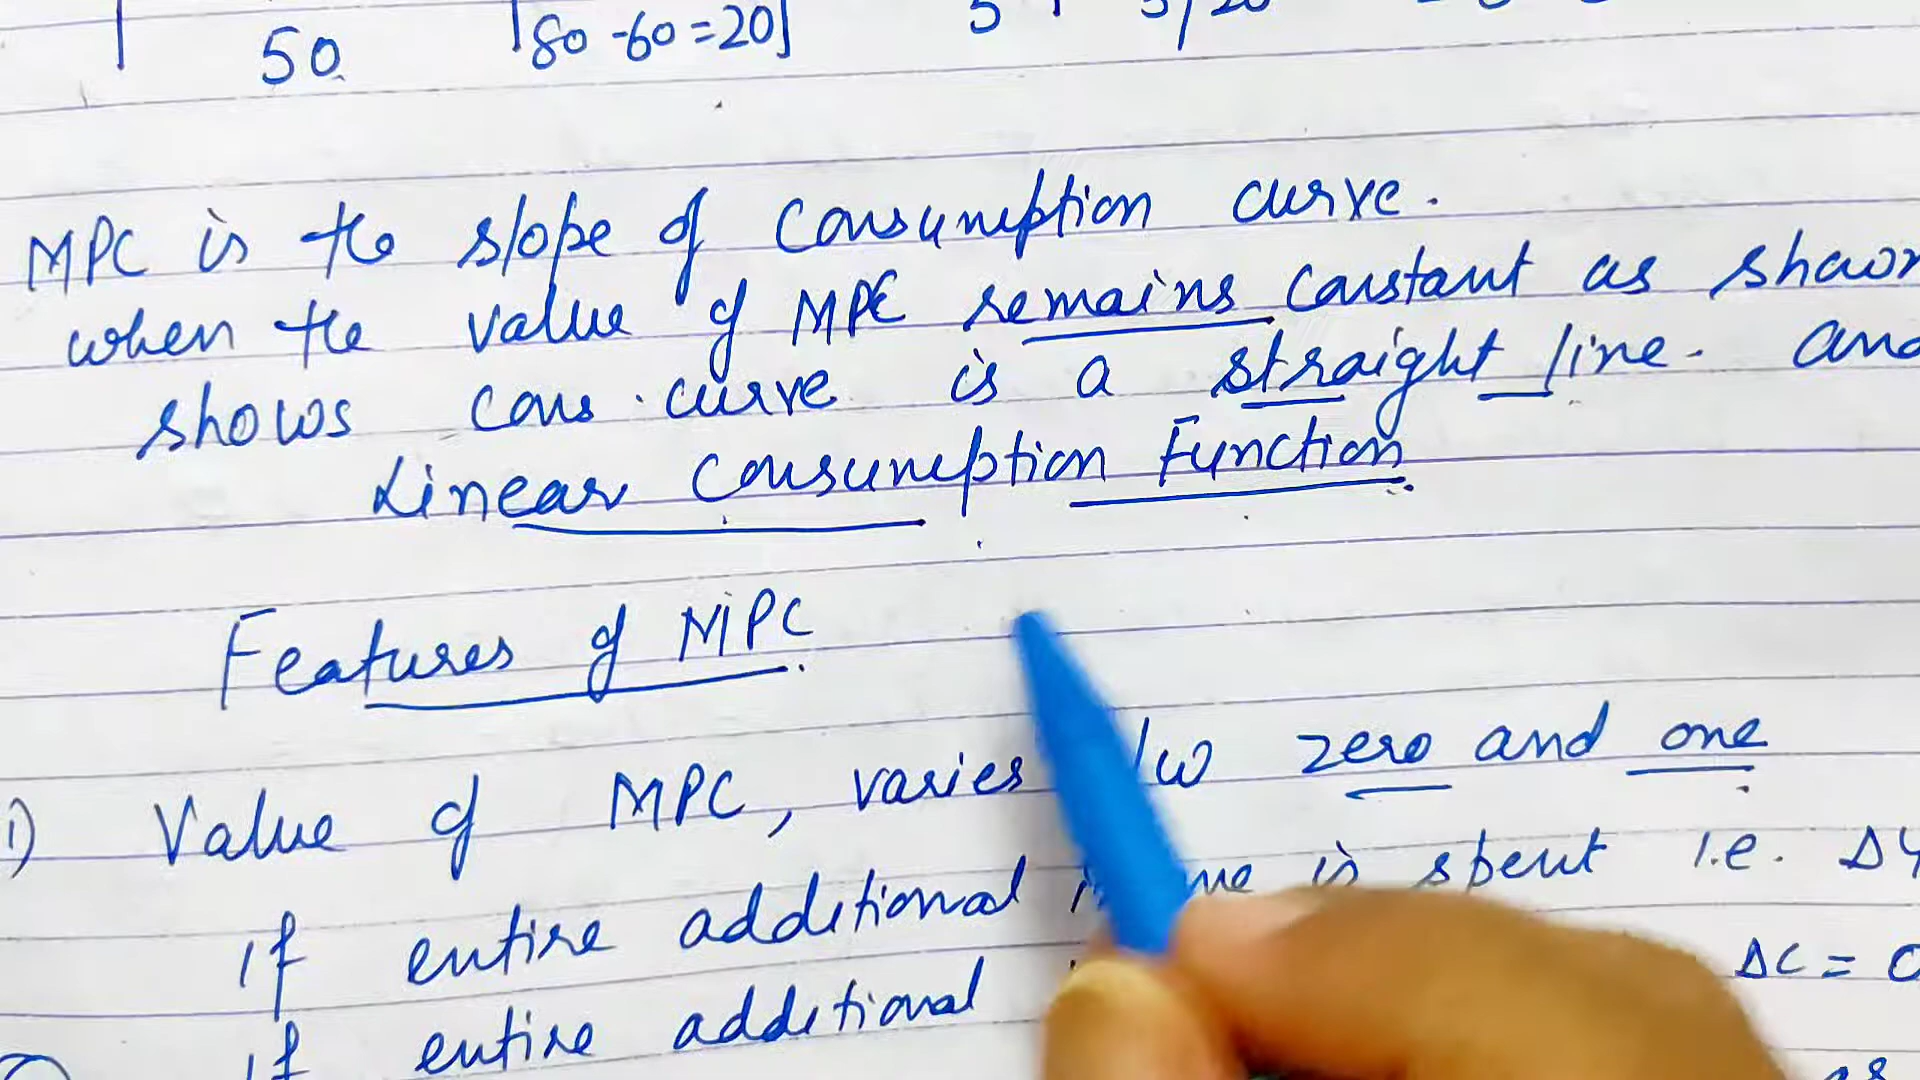 50 [80-60=20] 5
MPC is the slope of Consumption curve.
when the value of MPC remains constant as shown
shows cons. curve is a straight line. and
Linear Consumption Function
Features of MPC
1) Value of MPC, varies b/w zero and one
if entire additional is spent i.e. ΔY
ΔC = 0
if entire additional